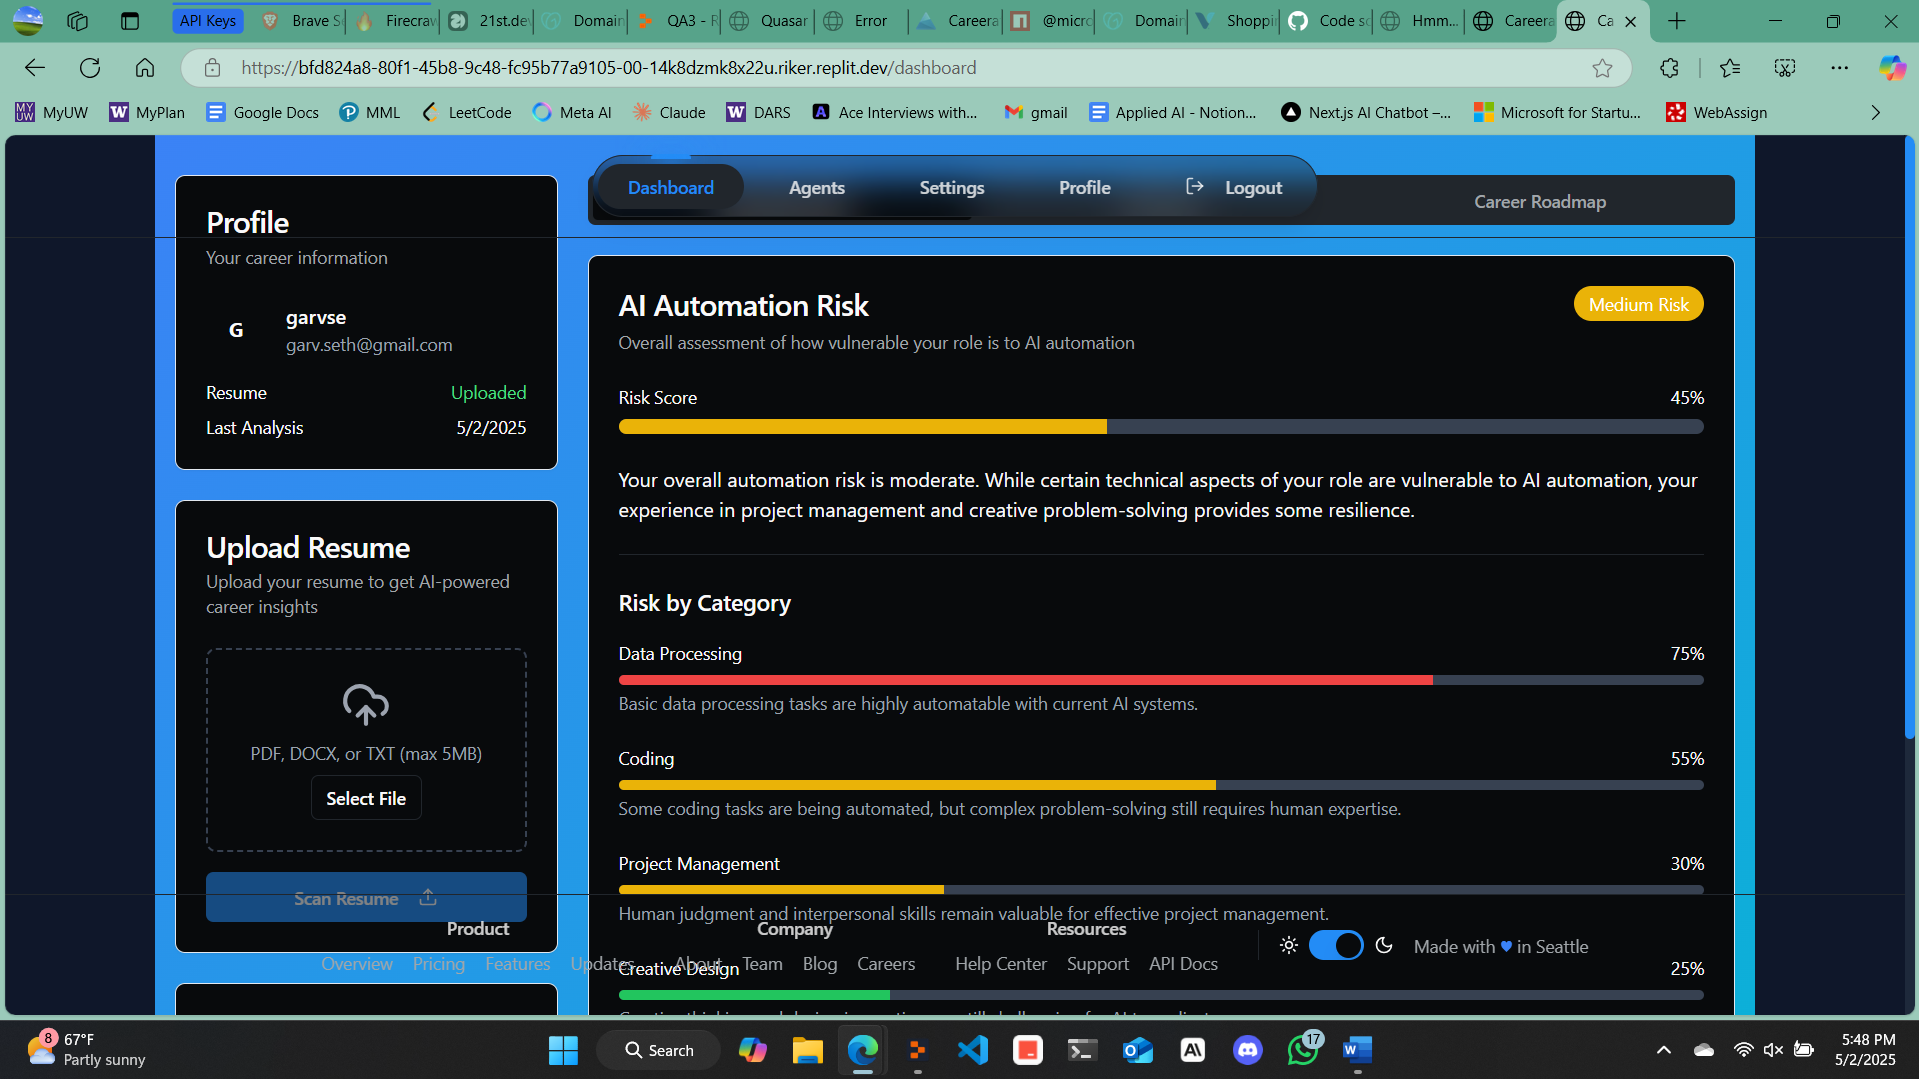 API Keys
Brave Se
Firecraw
21st.dev
Domain
QA3 - R
Quasar
Error
Careera
@micro
Domain
Shoppin
Code sc
Hmm...
Careera
Ca
https://bfd824a8-80f1-45b8-9c48-fc95b77a9105-00-14k8dzmk8x22u.riker.replit.dev/dashboard
MyUW
MyPlan
Google Docs
MML
LeetCode
Meta AI
Claude
DARS
Ace Interviews with...
gmail
Applied AI - Notion...
Next.js AI Chatbot –...
Microsoft for Startu...
WebAssign
Dashboard
Agents
Settings
Profile
Logout
Career Roadmap
Profile
Your career information
G
garvse
garv.seth@gmail.com
Resume Uploaded
Last Analysis 5/2/2025
Upload Resume
Upload your resume to get AI-powered
career insights
PDF, DOCX, or TXT (max 5MB)
Select File
Scan Resume
AI Automation Risk
Medium Risk
Overall assessment of how vulnerable your role is to AI automation
Risk Score 45%
Your overall automation risk is moderate. While certain technical aspects of your role are vulnerable to AI automation, your
experience in project management and creative problem-solving provides some resilience.
Risk by Category
Data Processing 75%
Basic data processing tasks are highly automatable with current AI systems.
Coding 55%
Some coding tasks are being automated, but complex problem-solving still requires human expertise.
Project Management 30%
Human judgment and interpersonal skills remain valuable for effective project management.
Creative Design 25%
Product
Overview Pricing Features Updates
Company
About Team Blog Careers
Resources
Help Center Support API Docs
Made with ♥ in Seattle
8
67°F
Partly sunny
Search
17
5:48 PM
5/2/2025